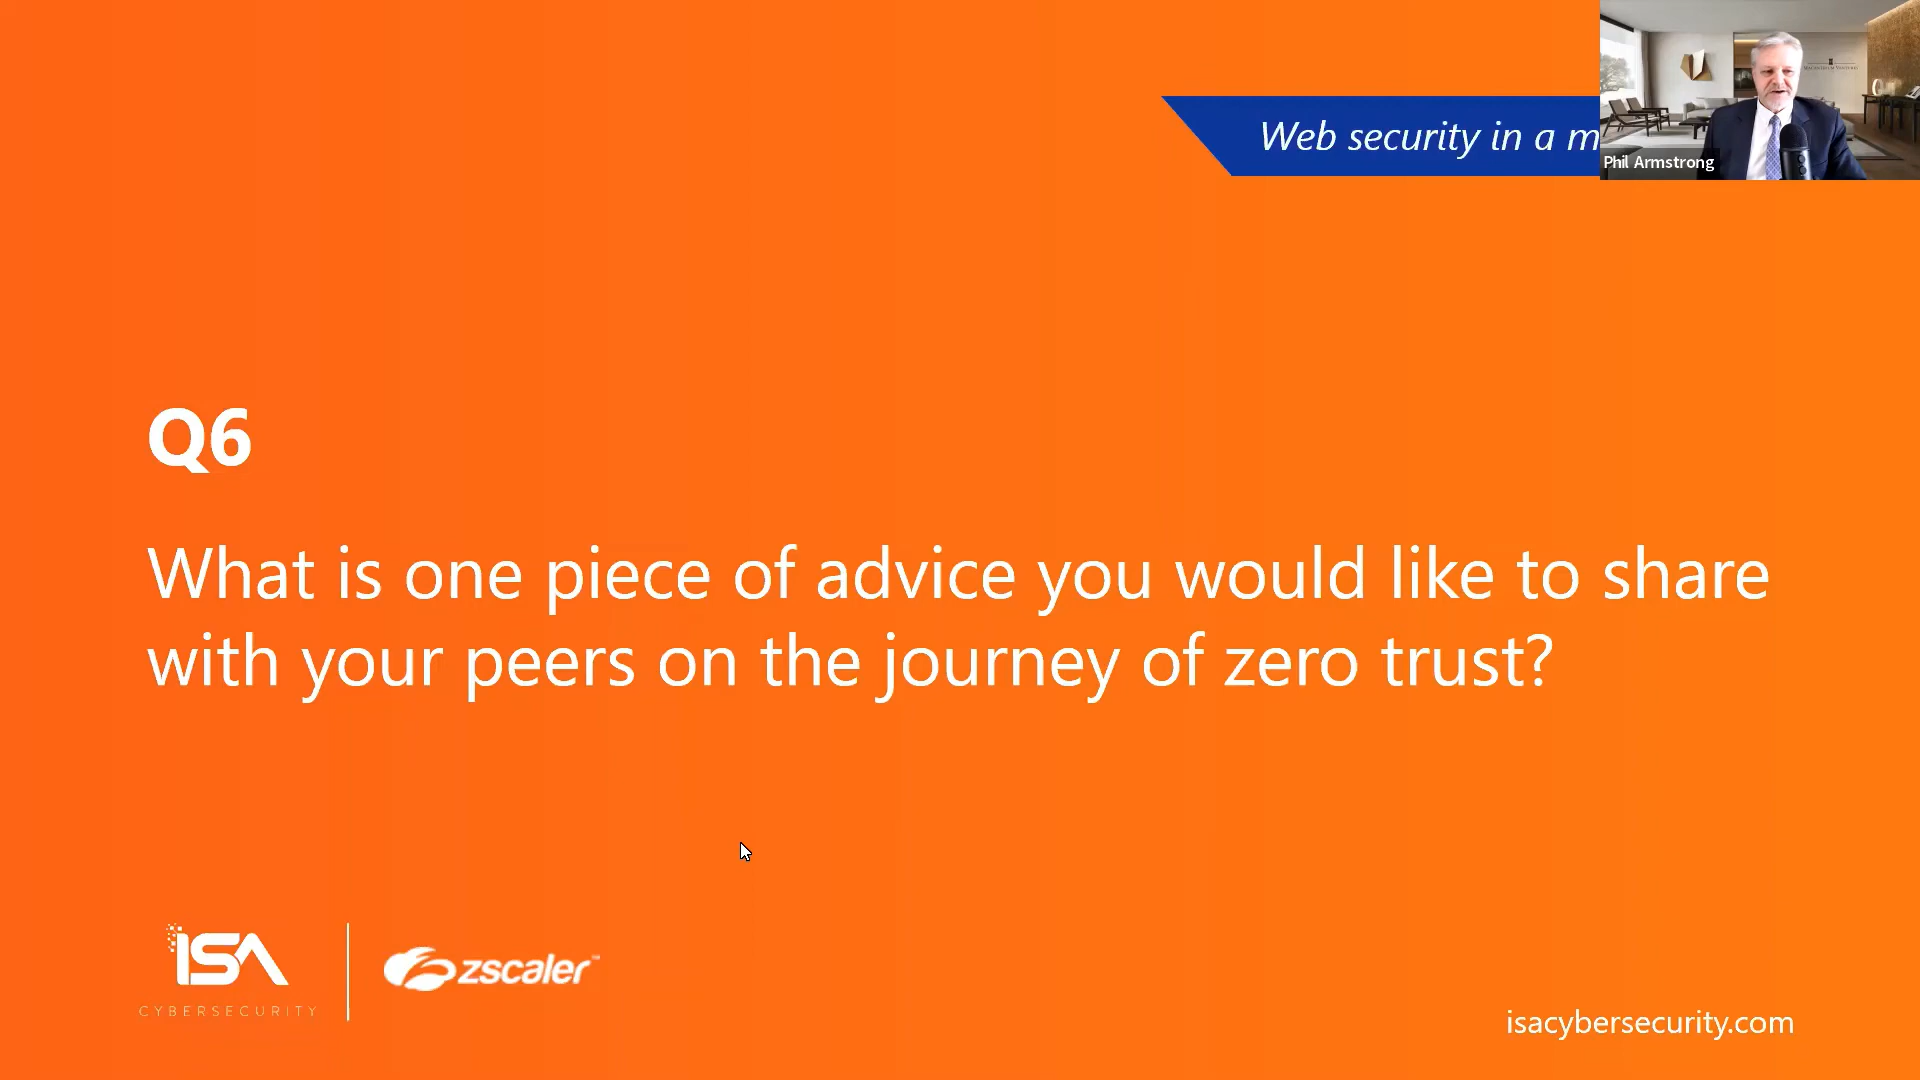 Web security in a m
Phil Armstrong
Q6
What is one piece of advice you would like to share
with your peers on the journey of zero trust?
ISA
CYBERSECURITY
zscaler™
isacybersecurity.com